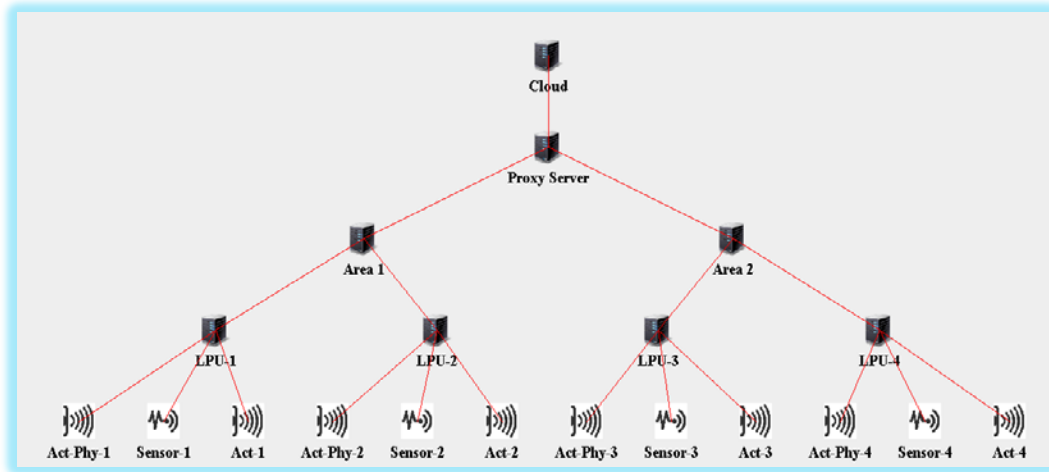 Cloud
Proxy Server
Area 1
Area 2
LPU-1
LPU-2
LPU-3
LPU-4
Act-Phy-1
Sensor-1
Act-1
Act-Phy-2
Sensor-2
Act-2
Act-Phy-3
Sensor-3
Act-3
Act-Phy-4
Sensor-4
Act-4